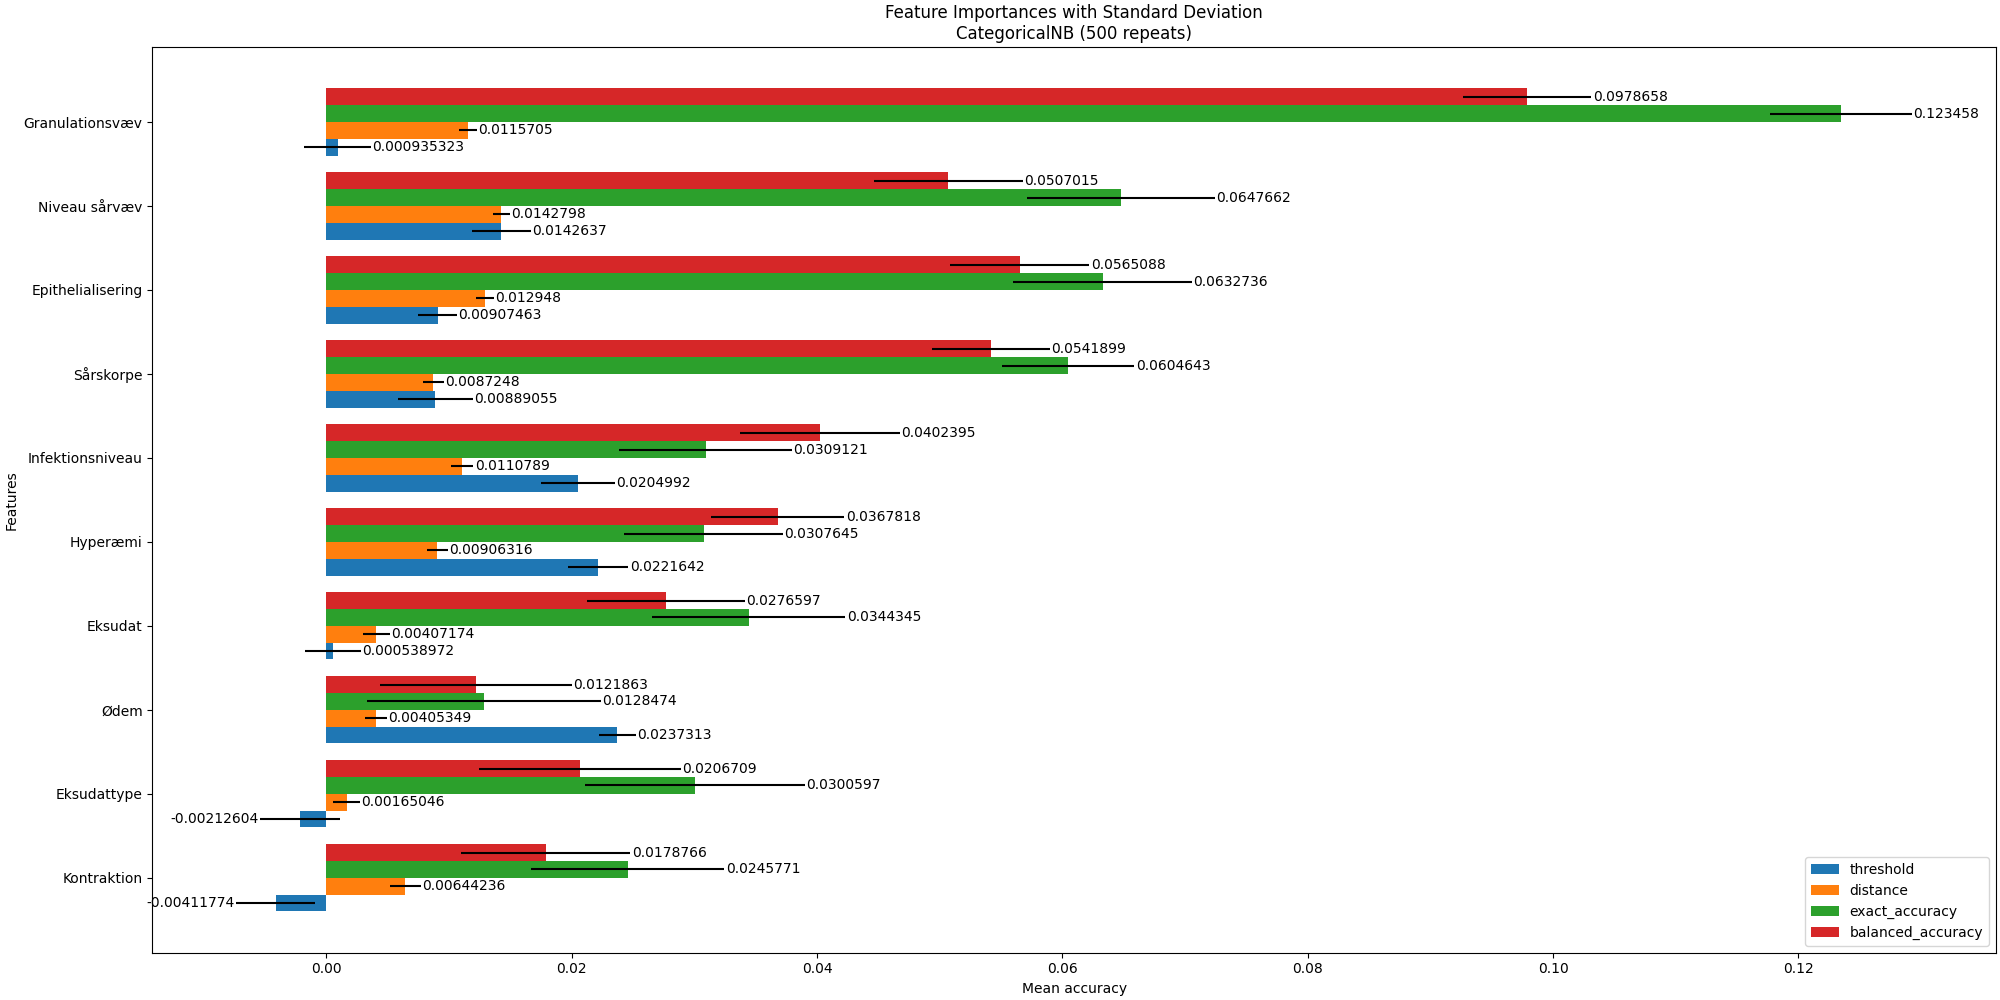 Feature Importances with Standard Deviation
CategoricalNB (500 repeats)
Granulationsvæv
0.0978658
0.123458
0.0115705
0.000935323
Niveau sårvæv
0.0507015
0.0647662
0.0142798
0.0142637
Epithelialisering
0.0565088
0.0632736
0.012948
0.00907463
Sårskorpe
0.0541899
0.0604643
0.0087248
0.00889055
Infektionsniveau
0.0402395
0.0309121
0.0110789
0.0204992
Hyperæmi
0.0367818
0.0307645
0.00906316
0.0221642
Eksudat
0.0276597
0.0344345
0.00407174
0.000538972
Ødem
0.0121863
0.0128474
0.00405349
0.0237313
Eksudattype
0.0206709
0.0300597
0.00165046
-0.00212604
Kontraktion
0.0178766
0.0245771
0.00644236
-0.00411774
Features
0.00 0.02 0.04 0.06 0.08 0.10 0.12
Mean accuracy
threshold
distance
exact_accuracy
balanced_accuracy